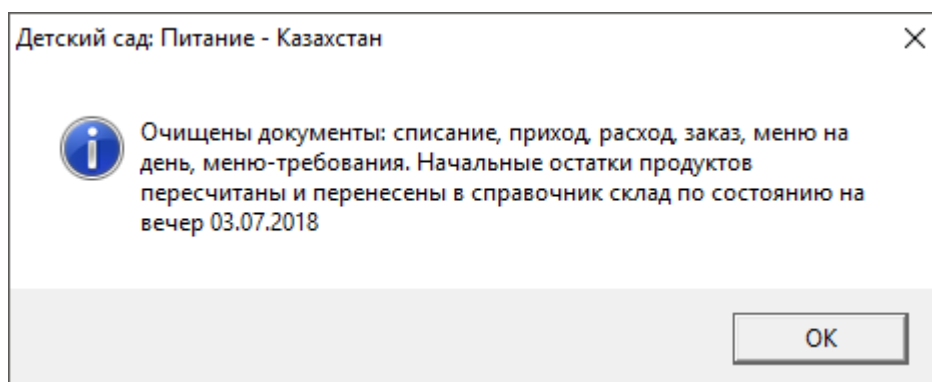 Детский сад: Питание - Казахстан
Очищены документы: списание, приход, расход, заказ, меню на
день, меню-требования. Начальные остатки продуктов
пересчитаны и перенесены в справочник склад по состоянию на
вечер 03.07.2018
OK